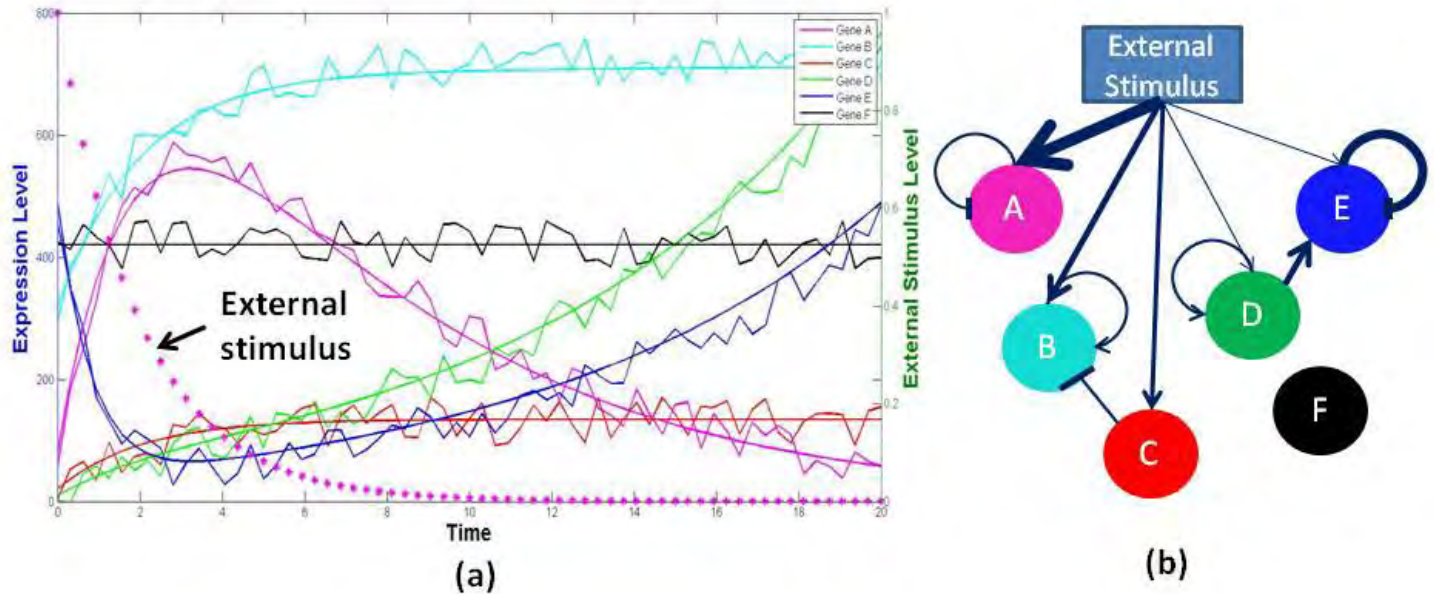 800
600
400
200
0
Expression Level
0
2
4
6
8
10
12
14
16
18
20
Time
1
0.8
0.6
0.4
0.2
0
External Stimulus Level
Gene A
Gene B
Gene C
Gene D
Gene E
Gene F
External
stimulus
(a)
External
Stimulus
A
E
B
D
F
C
(b)